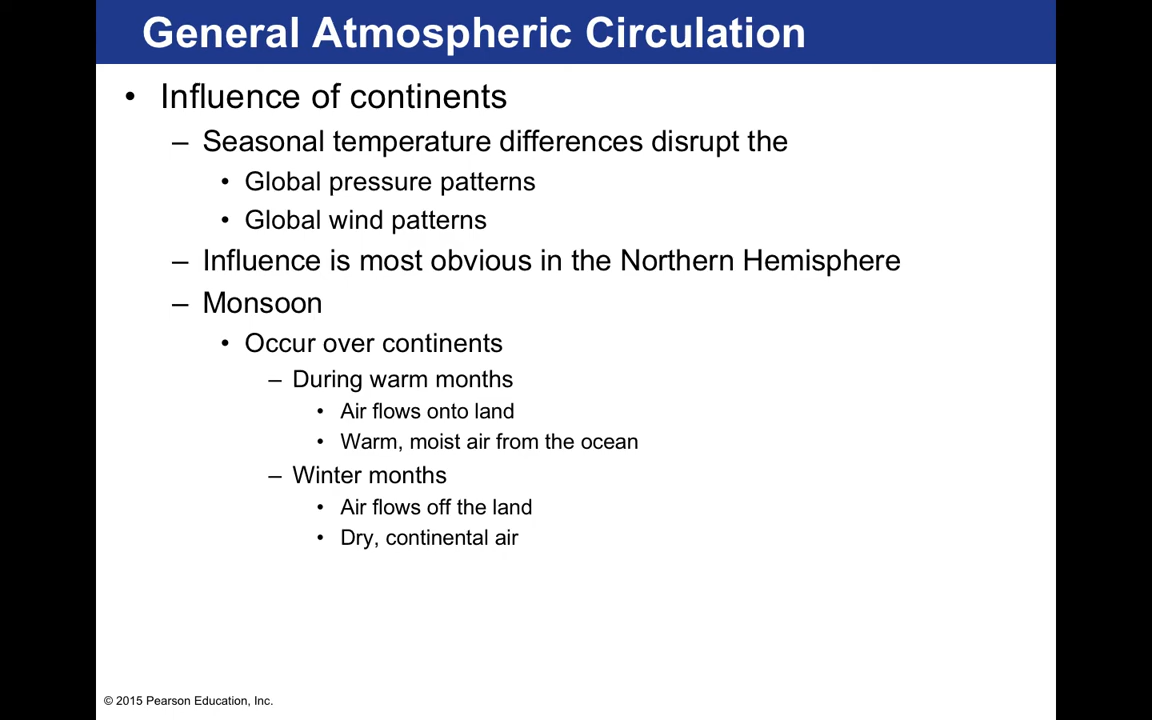 General Atmospheric Circulation
• Influence of continents
– Seasonal temperature differences disrupt the
• Global pressure patterns
• Global wind patterns
– Influence is most obvious in the Northern Hemisphere
– Monsoon
• Occur over continents
– During warm months
• Air flows onto land
• Warm, moist air from the ocean
– Winter months
• Air flows off the land
• Dry, continental air
© 2015 Pearson Education, Inc.